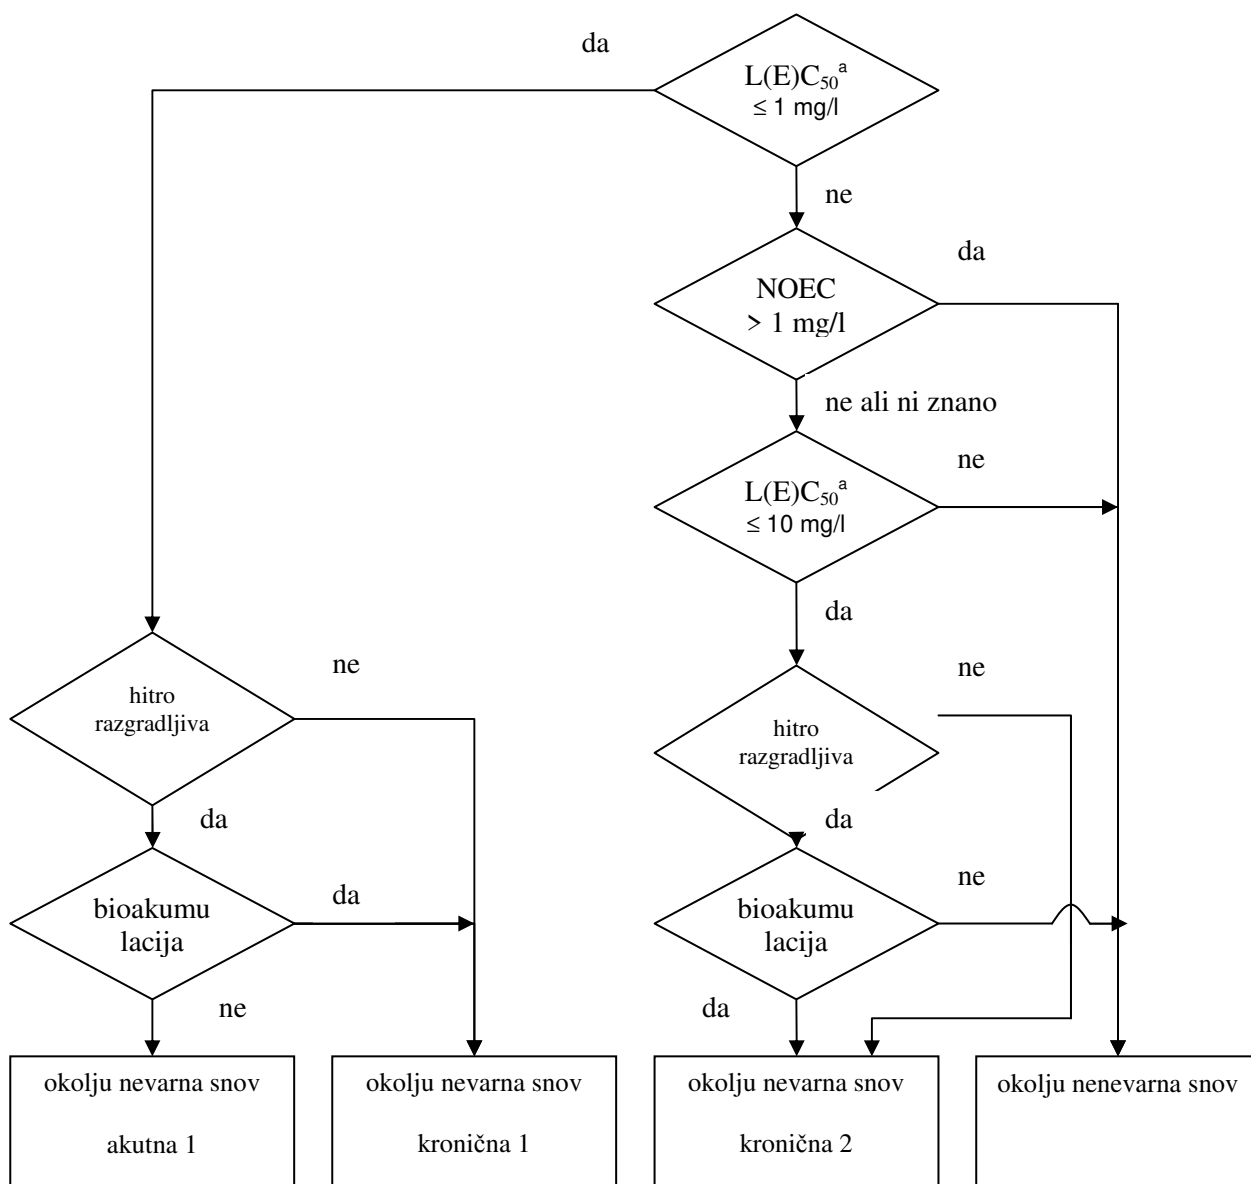 da
L(E)C₅₀ᵃ
≤ 1 mg/l
ne
da
NOEC
> 1 mg/l
ne ali ni znano
ne
L(E)C₅₀ᵃ
≤ 10 mg/l
da
ne
ne
hitro
razgradljiva
hitro
razgradljiva
da
da
ne
da
bioakumu
lacija
bioakumu
lacija
ne
da
okolju nevarna snov
akutna 1
okolju nevarna snov
kronična 1
okolju nevarna snov
kronična 2
okolju nenevarna snov